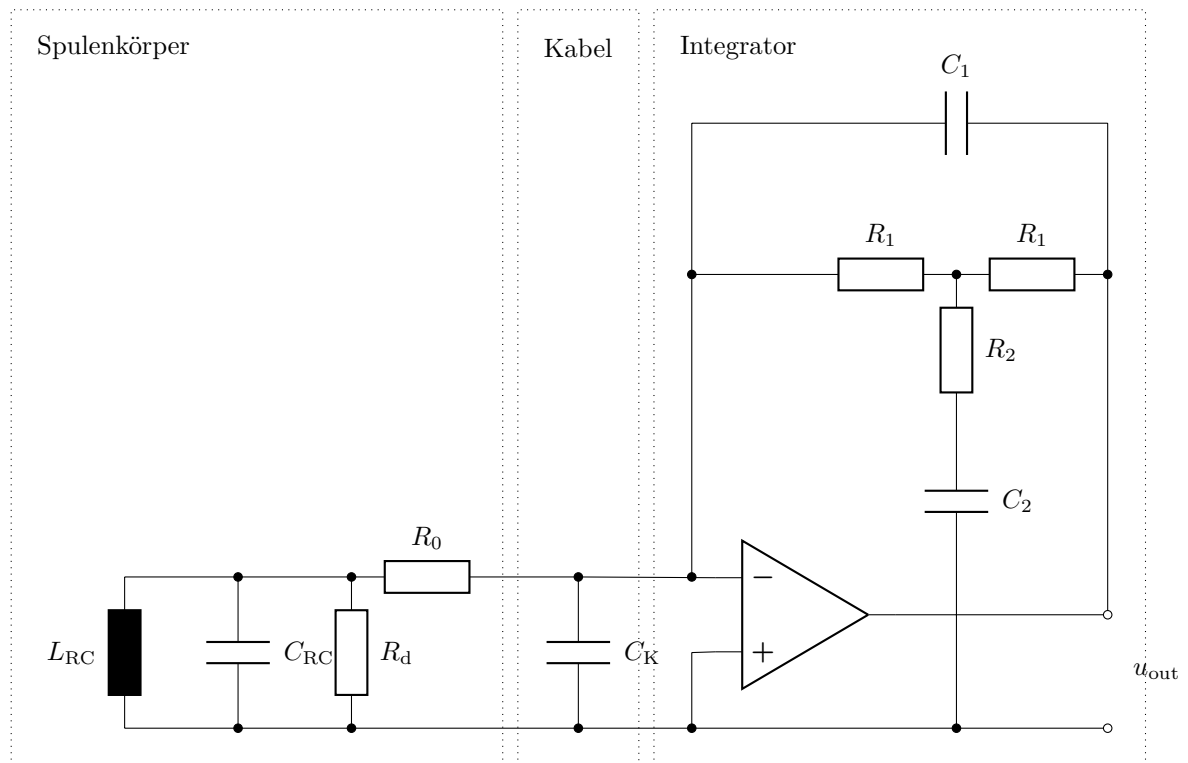 Spulenkörper
Kabel
Integrator
C1
R1
R1
R2
C2
R0
LRC
CRC
Rd
CK
−
+
uout